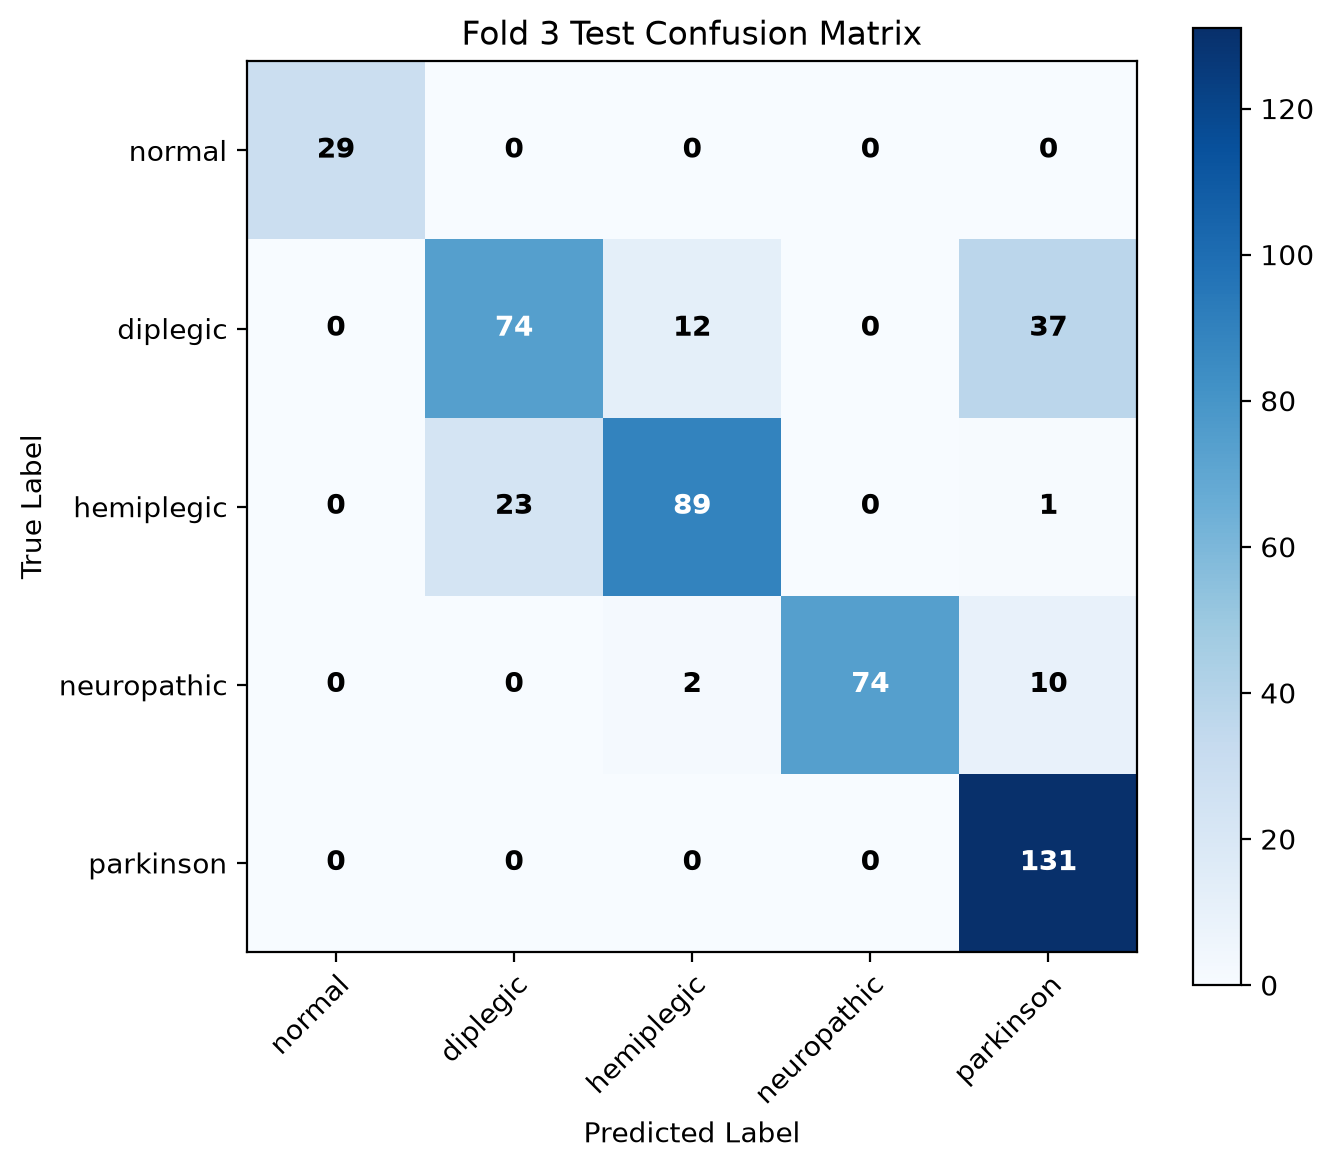 Fold 3 Test Confusion Matrix
True Label
normal 29 0 0 0 0
diplegic 0 74 12 0 37
hemiplegic 0 23 89 0 1
neuropathic 0 0 2 74 10
parkinson 0 0 0 0 131
normal diplegic hemiplegic neuropathic parkinson
Predicted Label
120
100
80
60
40
20
0